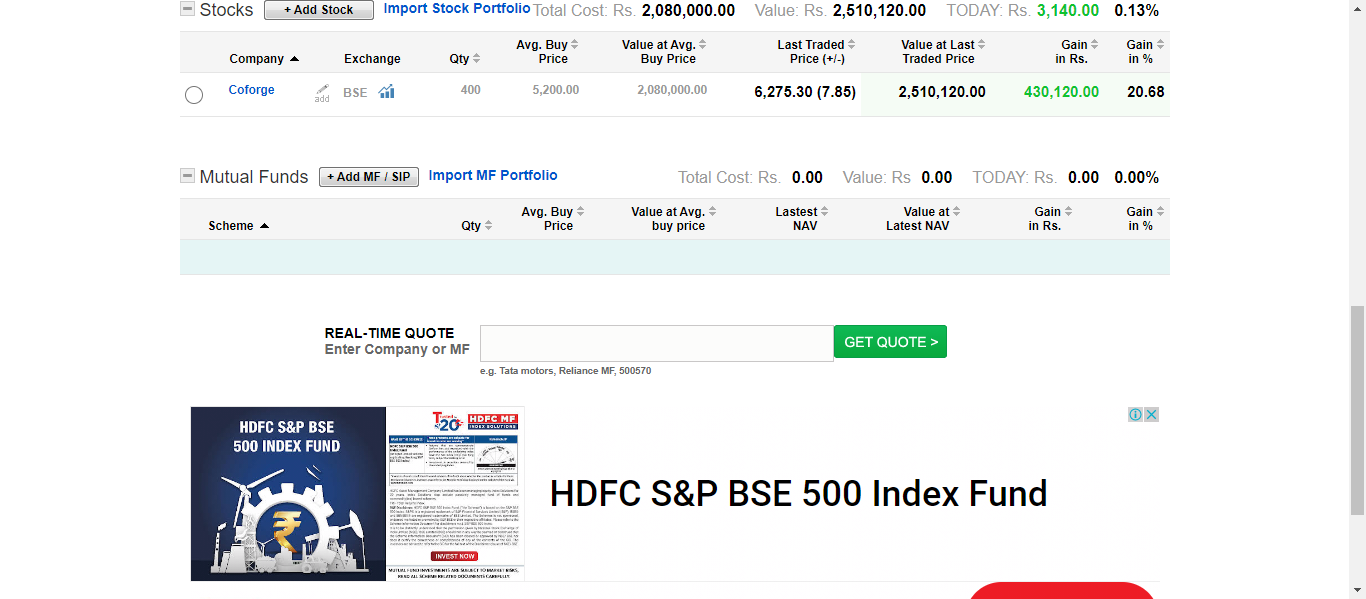 Stocks + Add Stock Import Stock Portfolio Total Cost: Rs. 2,080,000.00 Value: Rs. 2,510,120.00 TODAY: Rs. 3,140.00 0.13%
Avg. Buy Value at Avg. Last Traded Value at Last Gain Gain
Company Exchange Qty Price Buy Price Price (+/-) Traded Price in Rs. in %
Coforge add BSE 400 5,200.00 2,080,000.00 6,275.30 (7.85) 2,510,120.00 430,120.00 20.68
Mutual Funds + Add MF / SIP Import MF Portfolio Total Cost: Rs. 0.00 Value: Rs 0.00 TODAY: Rs. 0.00 0.00%
Avg. Buy Value at Avg. Lastest Value at Gain Gain
Scheme Qty Price buy price NAV Latest NAV in Rs. in %
REAL-TIME QUOTE
Enter Company or MF GET QUOTE >
e.g. Tata motors, Reliance MF, 500570
HDFC S&P BSE
500 INDEX FUND
T20 HDFC MF
INDEX SOLUTIONS
INVEST NOW
MUTUAL FUND INVESTMENTS ARE SUBJECT TO MARKET RISKS,
READ ALL SCHEME RELATED DOCUMENTS CAREFULLY.
HDFC S&P BSE 500 Index Fund